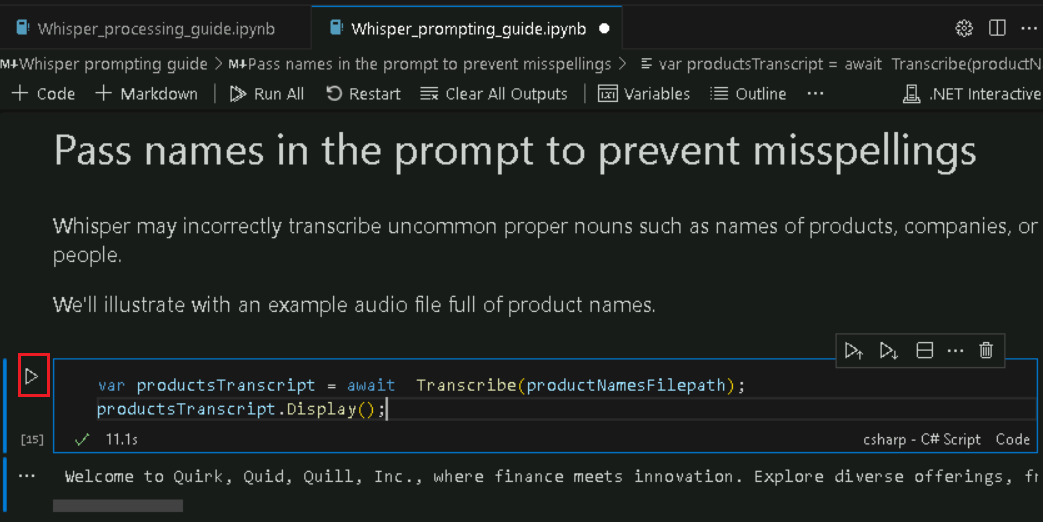 Whisper_processing_guide.ipynb Whisper_prompting_guide.ipynb
M↓Whisper prompting guide > M↓Pass names in the prompt to prevent misspellings > var productsTranscript = await Transcribe(productN
+ Code + Markdown | Run All Restart Clear All Outputs | Variables Outline ... .NET Interactive
Pass names in the prompt to prevent misspellings
Whisper may incorrectly transcribe uncommon proper nouns such as names of products, companies, or
people.
We'll illustrate with an example audio file full of product names.
var productsTranscript = await Transcribe(productNamesFilepath);
productsTranscript.Display();
[15] ✓ 11.1s csharp - C# Script Code
... Welcome to Quirk, Quid, Quill, Inc., where finance meets innovation. Explore diverse offerings, fr